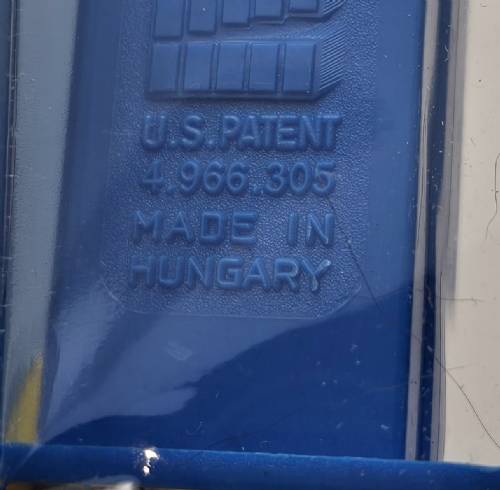 U.S. PATENT
4.966.305
MADE IN
HUNGARY